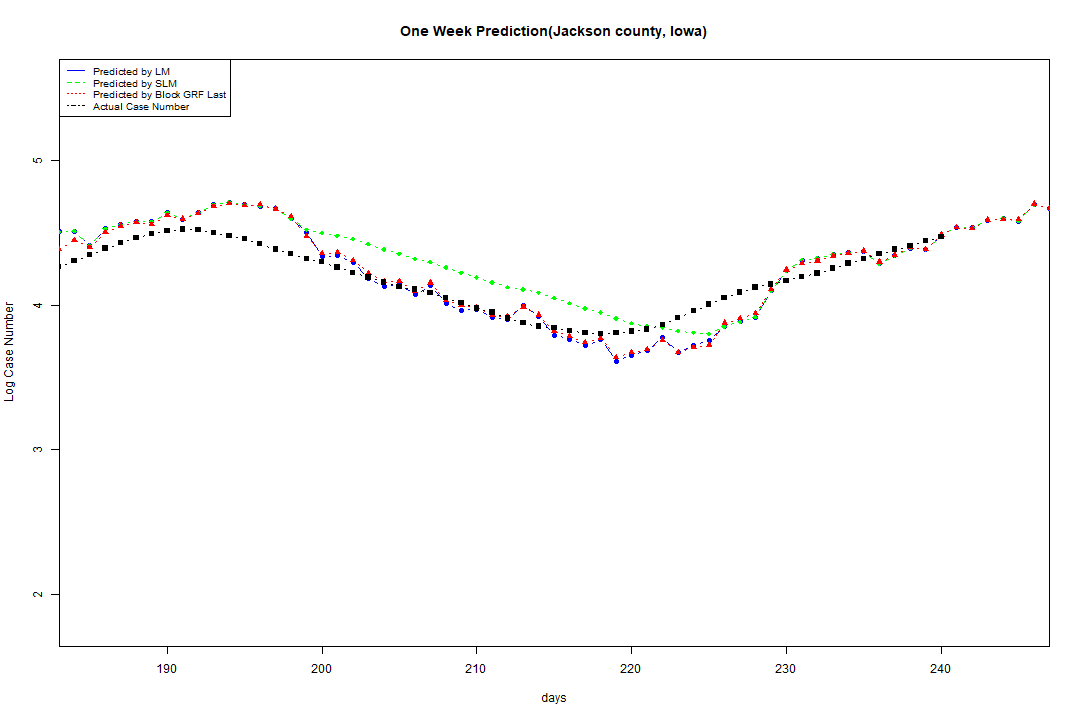 One Week Prediction(Jackson county, Iowa)
Predicted by LM
Predicted by SLM
Predicted by Block GRF Last
Actual Case Number
5
4
3
2
Log Case Number
190 200 210 220 230 240
days